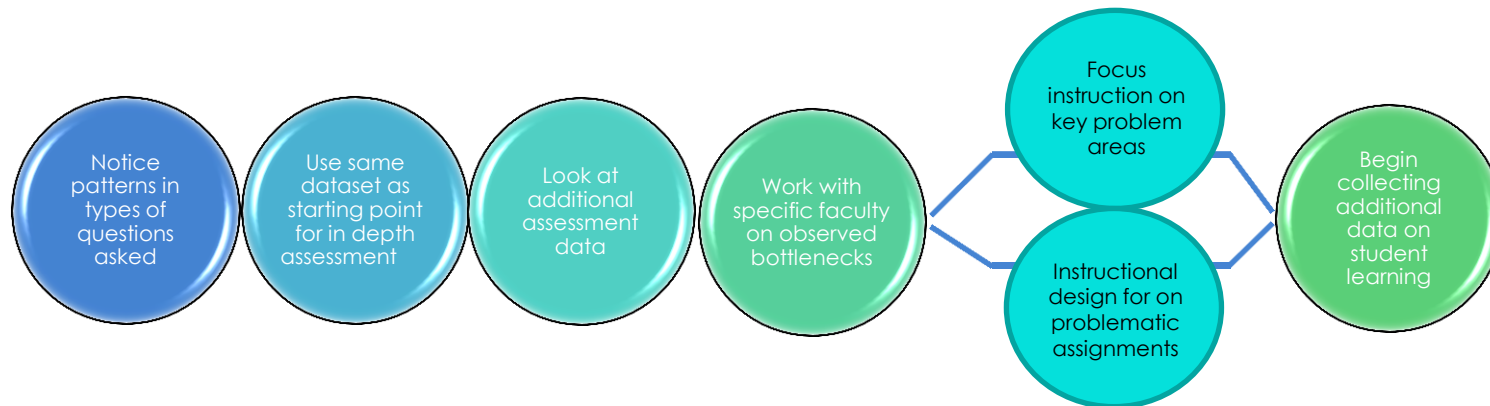 Notice
patterns in
types of
questions
asked
Use same
dataset as
starting point
for in depth
assessment
Look at
additional
assessment
data
Work with
specific faculty
on observed
bottlenecks
Focus
instruction on
key problem
areas
Instructional
design for on
problematic
assignments
Begin
collecting
additional
data on
student
learning